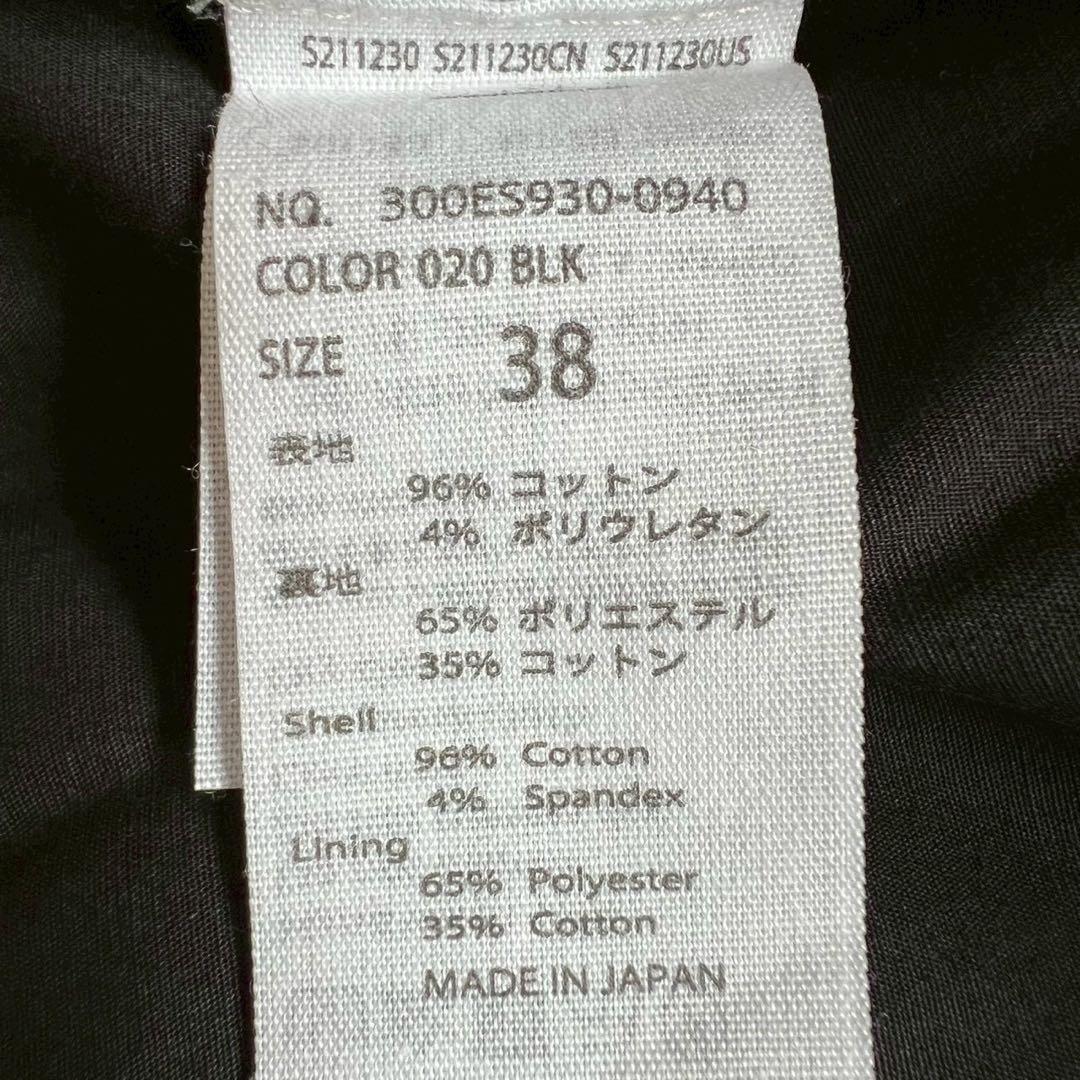 S211230 S211230CN S211230US
NO. 300ES930-0940
COLOR 020 BLK
SIZE 38
表地
96% コットン
4% ポリウレタン
裏地
65% ポリエステル
35% コットン
Shell
96% Cotton
4% Spandex
Lining
65% Polyester
35% Cotton
MADE IN JAPAN